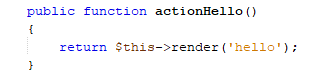 public function actionHello()
{
return $this->render('hello');
}